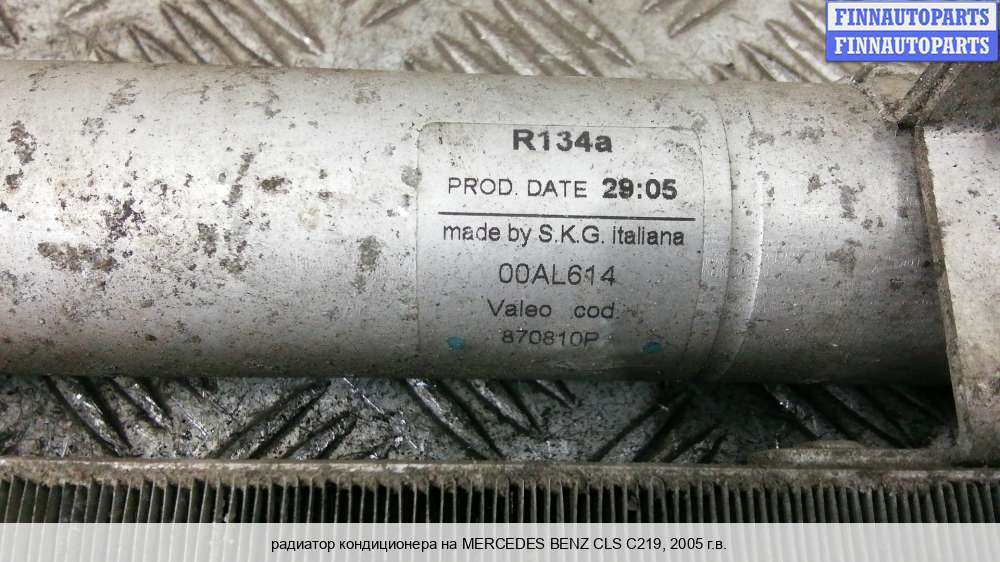 FINNAUTOPARTS
FINNAUTOPARTS
R134a
PROD. DATE 29:05
made by S.K.G. italiana
00AL614
Valeo cod.
870810P
радиатор кондиционера на MERCEDES BENZ CLS C219, 2005 г.в.